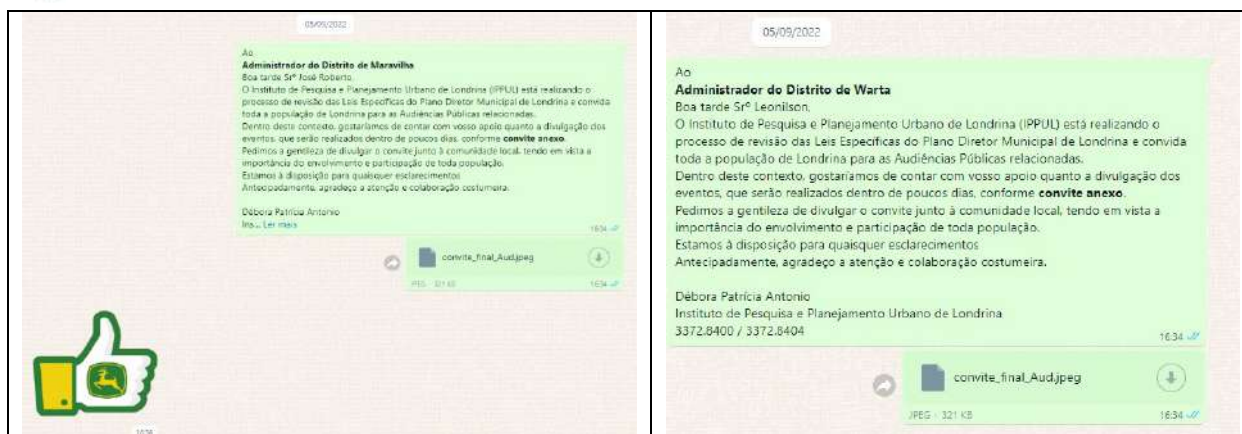 05/09/2022
Ao
Administrador do Distrito de Maravilha
Boa tarde Srº José Roberto,
O Instituto de Pesquisa e Planejamento Urbano de Londrina (IPPUL) está realizando o
processo de revisão das Leis Específicas do Plano Diretor Municipal de Londrina e convida
toda a população de Londrina para as Audiências Públicas relacionadas.
Dentro deste contexto, gostaríamos de contar com vosso apoio quanto a divulgação dos
eventos, que serão realizados dentro de poucos dias, conforme convite anexo.
Pedimos a gentileza de divulgar o convite junto à comunidade local, tendo em vista a
importância do envolvimento e participação de toda população.
Estamos à disposição para quaisquer esclarecimentos
Antecipadamente, agradeço a atenção e colaboração costumeira.
Débora Patrícia Antonio
Ins... Ler mais
16:34
convite_final_Aud.jpeg
JPEG · 321 KB
16:34
05/09/2022
Ao
Administrador do Distrito de Warta
Boa tarde Srº Leonilson,
O Instituto de Pesquisa e Planejamento Urbano de Londrina (IPPUL) está realizando o
processo de revisão das Leis Específicas do Plano Diretor Municipal de Londrina e convida
toda a população de Londrina para as Audiências Públicas relacionadas.
Dentro deste contexto, gostaríamos de contar com vosso apoio quanto a divulgação dos
eventos, que serão realizados dentro de poucos dias, conforme convite anexo.
Pedimos a gentileza de divulgar o convite junto à comunidade local, tendo em vista a
importância do envolvimento e participação de toda população.
Estamos à disposição para quaisquer esclarecimentos
Antecipadamente, agradeço a atenção e colaboração costumeira.
Débora Patrícia Antonio
Instituto de Pesquisa e Planejamento Urbano de Londrina
3372.8400 / 3372.8404
16:34
convite_final_Aud.jpeg
JPEG · 321 KB
16:34